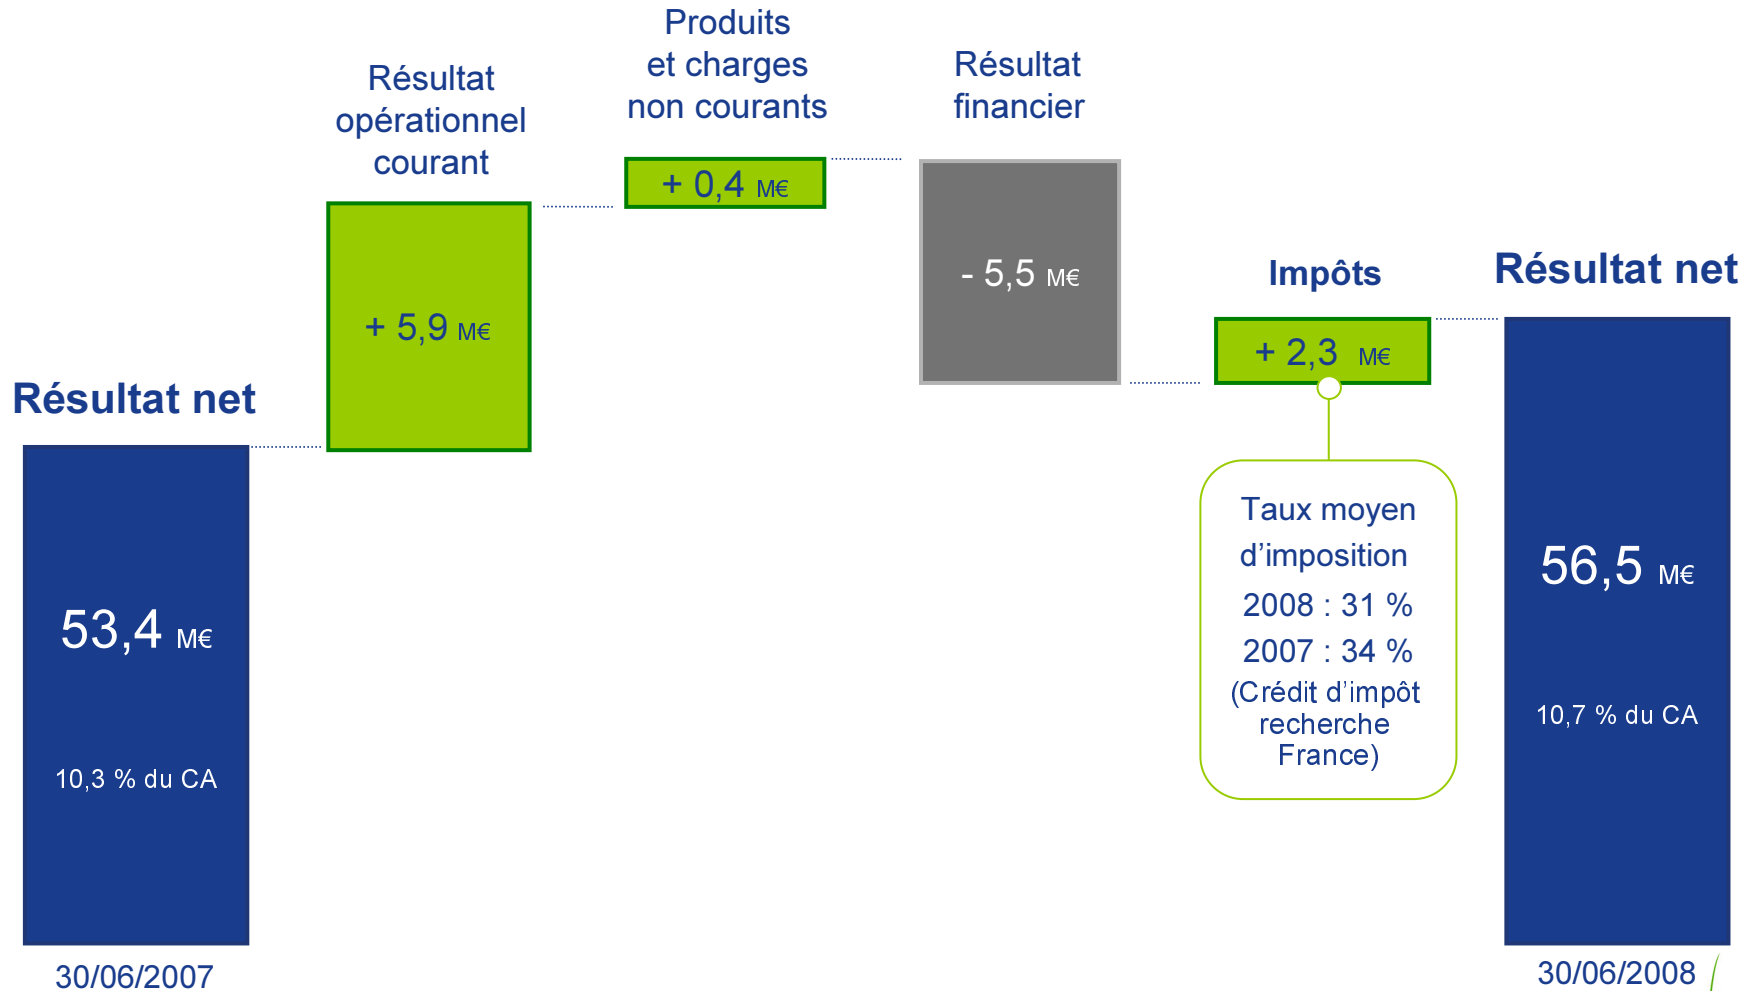 Produits
et charges
non courants
Résultat
opérationnel
courant
Résultat
financier
+ 0,4 M€
+ 5,9 M€
- 5,5 M€
Impôts
+ 2,3 M€
Résultat net
Résultat net
53,4 M€
10,3 % du CA
30/06/2007
Taux moyen
d’imposition
2008 : 31 %
2007 : 34 %
(Crédit d’impôt
recherche
France)
56,5 M€
10,7 % du CA
30/06/2008